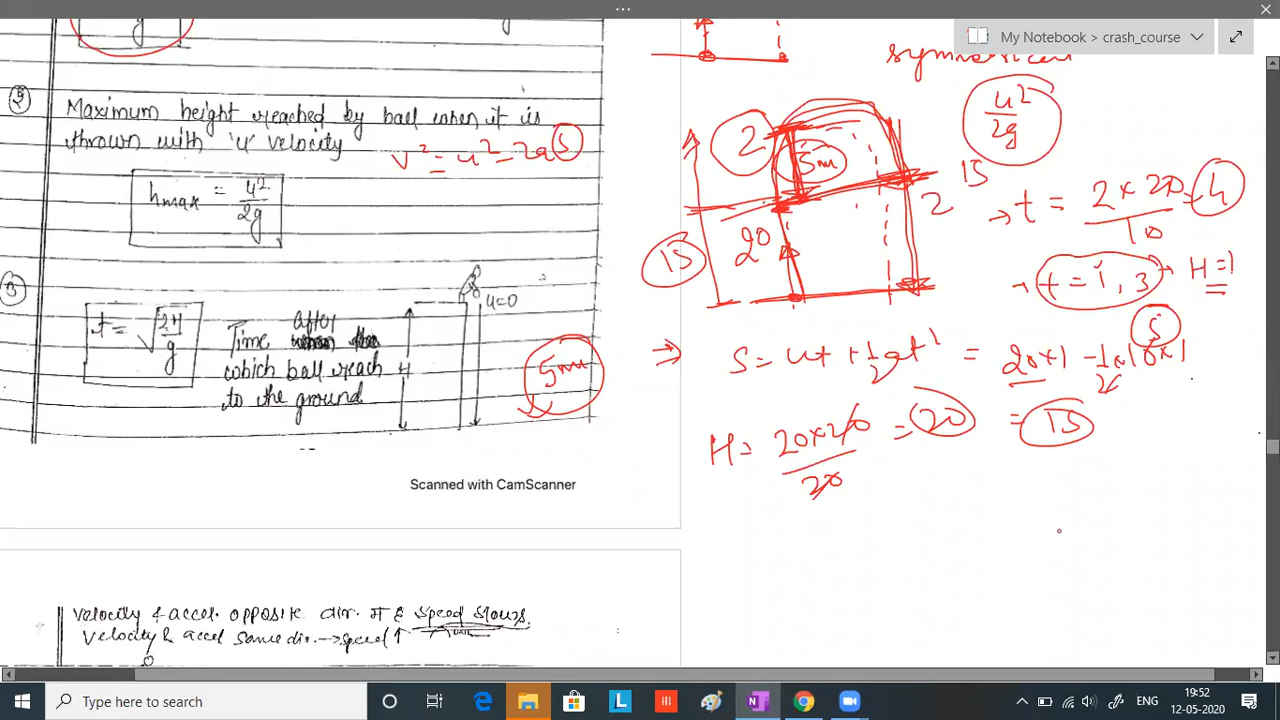 My Notebook > crash_course
g
symmetrical
5
Maximum height reached by ball when it is
thrown with 'u' velocity
v² = u² - 2a S
hmax = u²/2g
t = √2H/g
Time after
which ball reach
to the ground
H
u=0
5m
Scanned with CamScanner
Velocity & accel. opposite dir. में Speed slows.
Velocity & accel same dir. → speed ↑
u²/2g
2
5m
15
2
20
15
→ t = 2 × 20/10 = 4
t = 1, 3
H = 1
5
⇒ S = ut + ½ at² = 20×1 - ½×10×1
= 15
H = 20×20/20 = 20
Type here to search
ENG
19:52
12-05-2020